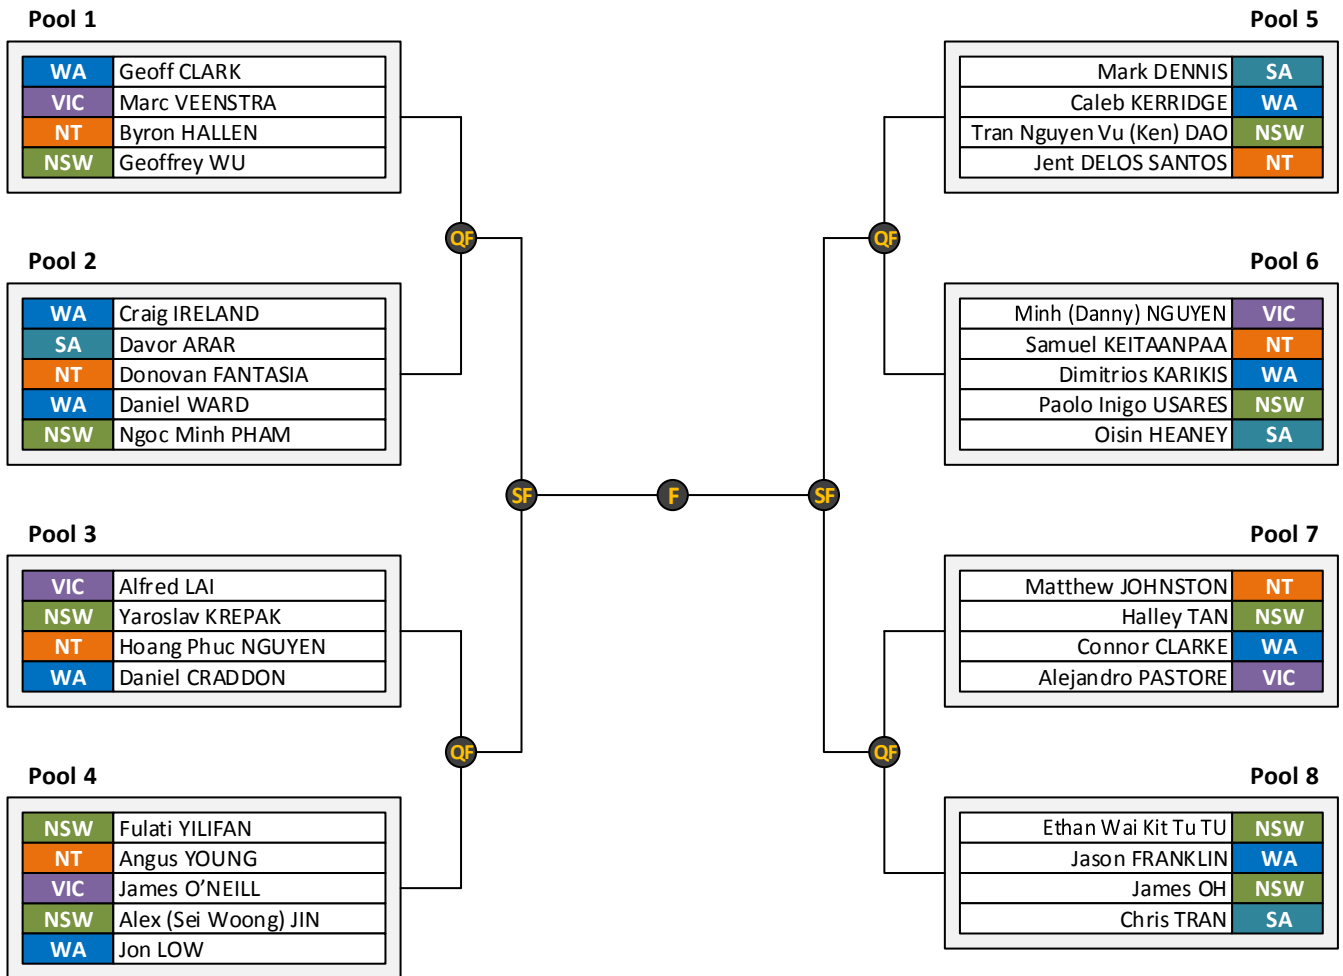 Pool 1
WA Geoff CLARK
VIC Marc VEENSTRA
NT Byron HALLEN
NSW Geoffrey WU
Pool 2
WA Craig IRELAND
SA Davor ARAR
NT Donovan FANTASIA
WA Daniel WARD
NSW Ngoc Minh PHAM
Pool 3
VIC Alfred LAI
NSW Yaroslav KREPAK
NT Hoang Phuc NGUYEN
WA Daniel CRADDON
Pool 4
NSW Fulati YILIFAN
NT Angus YOUNG
VIC James O’NEILL
NSW Alex (Sei Woong) JIN
WA Jon LOW
QF
QF
SF
F
SF
QF
QF
Pool 5
Mark DENNIS SA
Caleb KERRIDGE WA
Tran Nguyen Vu (Ken) DAO NSW
Jent DELOS SANTOS NT
Pool 6
Minh (Danny) NGUYEN VIC
Samuel KEITAANPAA NT
Dimitrios KARIKIS WA
Paolo Inigo USARES NSW
Oisin HEANEY SA
Pool 7
Matthew JOHNSTON NT
Halley TAN NSW
Connor CLARKE WA
Alejandro PASTORE VIC
Pool 8
Ethan Wai Kit Tu TU NSW
Jason FRANKLIN WA
James OH NSW
Chris TRAN SA